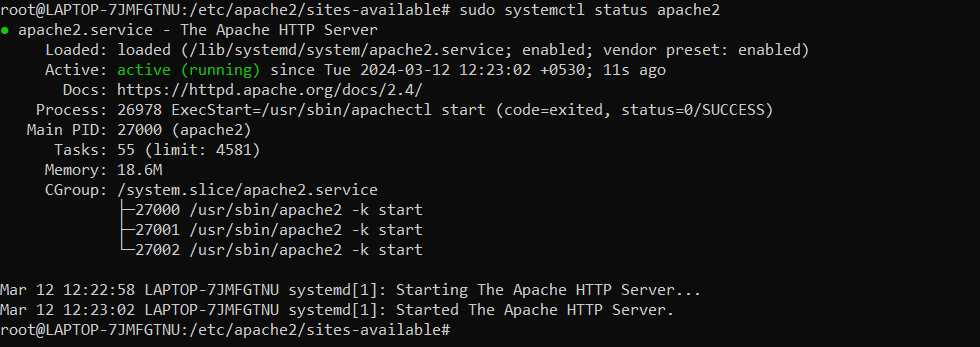 root@LAPTOP-7JMFGTNU:/etc/apache2/sites-available# sudo systemctl status apache2
● apache2.service - The Apache HTTP Server
     Loaded: loaded (/lib/systemd/system/apache2.service; enabled; vendor preset: enabled)
     Active: active (running) since Tue 2024-03-12 12:23:02 +0530; 11s ago
       Docs: https://httpd.apache.org/docs/2.4/
    Process: 26978 ExecStart=/usr/sbin/apachectl start (code=exited, status=0/SUCCESS)
   Main PID: 27000 (apache2)
      Tasks: 55 (limit: 4581)
     Memory: 18.6M
     CGroup: /system.slice/apache2.service
             ├─27000 /usr/sbin/apache2 -k start
             ├─27001 /usr/sbin/apache2 -k start
             └─27002 /usr/sbin/apache2 -k start

Mar 12 12:22:58 LAPTOP-7JMFGTNU systemd[1]: Starting The Apache HTTP Server...
Mar 12 12:23:02 LAPTOP-7JMFGTNU systemd[1]: Started The Apache HTTP Server.
root@LAPTOP-7JMFGTNU:/etc/apache2/sites-available#